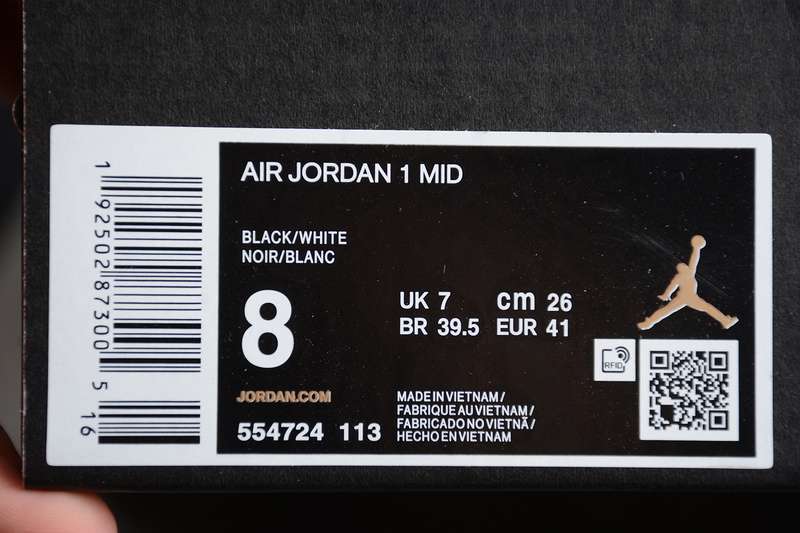 AIR JORDAN 1 MID
BLACK/WHITE
NOIR/BLANC
8
UK 7 cm 26
BR 39.5 EUR 41
RFID
JORDAN.COM
554724 113
MADE IN VIETNAM/
FABRIQUE AU VIETNAM/
FABRICADO NO VIETNÃ/
HECHO EN VIETNAM
1 92502 87300 5 16